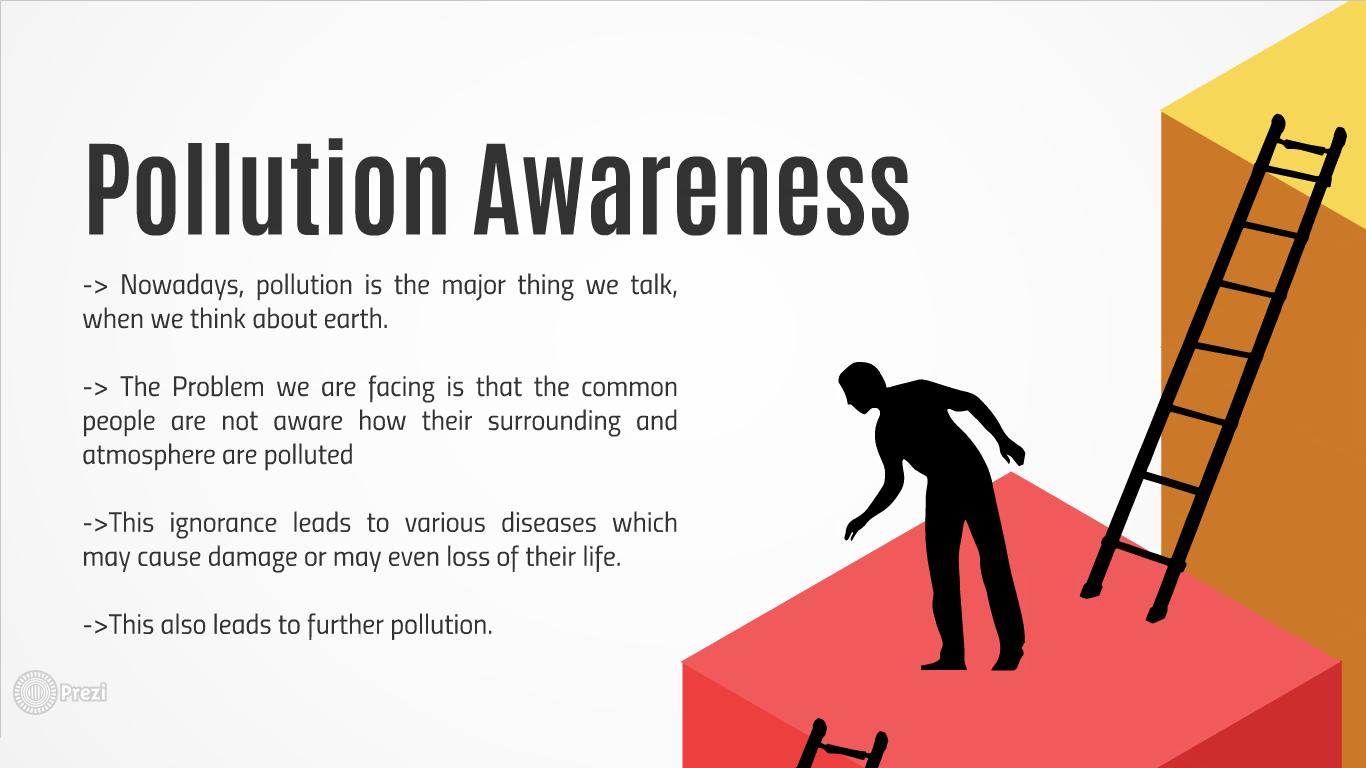 Pollution Awareness
-> Nowadays, pollution is the major thing we talk,
when we think about earth.
-> The Problem we are facing is that the common
people are not aware how their surrounding and
atmosphere are polluted
->This ignorance leads to various diseases which
may cause damage or may even loss of their life.
->This also leads to further pollution.
Prezi